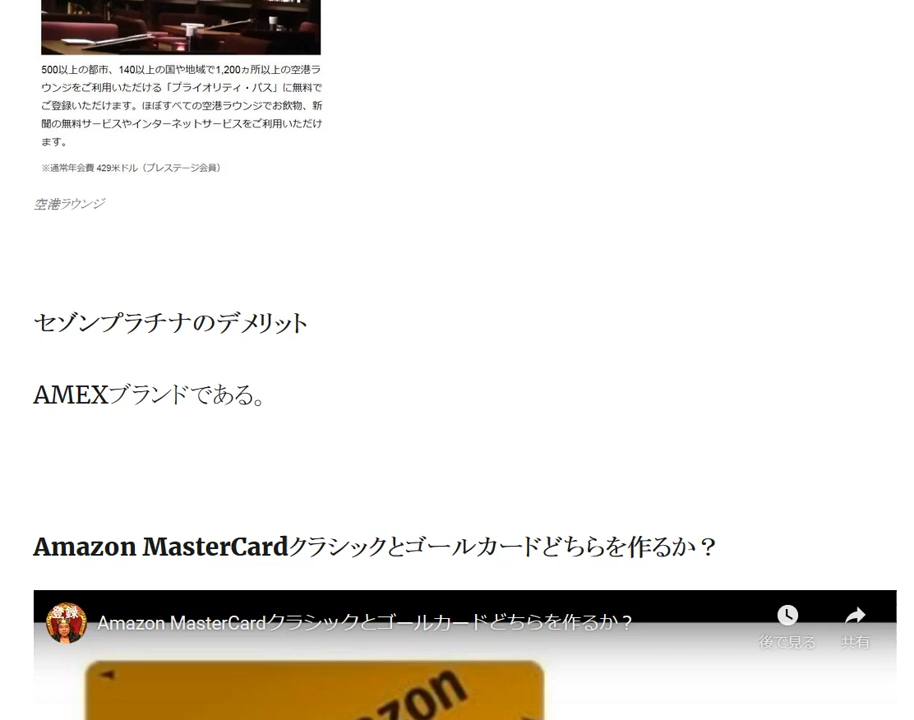 500以上の都市、140以上の国や地域で1,200ヵ所以上の空港ラ
ウンジをご利用いただける「プライオリティ・パス」に無料で
ご登録いただけます。ほぼすべての空港ラウンジでお飲物、新
聞の無料サービスやインターネットサービスをご利用いただけ
ます。
※通常年会費 429米ドル（プレステージ会員）
空港ラウンジ
セゾンプラチナのデメリット
AMEXブランドである。
Amazon MasterCardクラシックとゴールカードどちらを作るか？
登録
Amazon MasterCardクラシックとゴールカードどちらを作るか？
後で見る
共有
azon